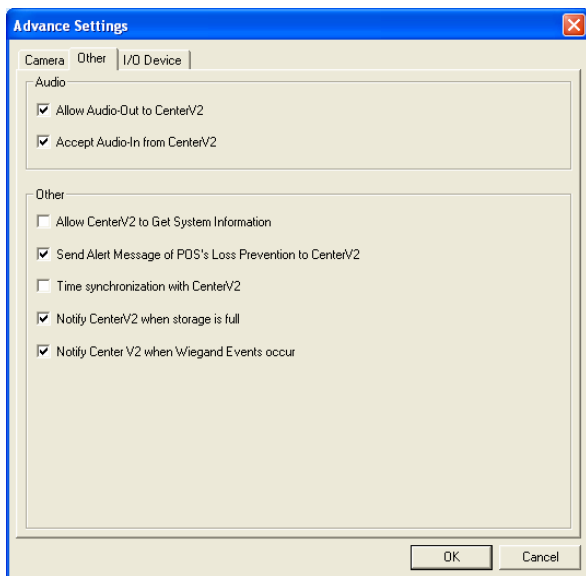 Advance Settings
Camera Other I/O Device
Audio
Allow Audio-Out to CenterV2
Accept Audio-In from CenterV2
Other
Allow CenterV2 to Get System Information
Send Alert Message of POS's Loss Prevention to CenterV2
Time synchronization with CenterV2
Notify CenterV2 when storage is full
Notify Center V2 when Wiegand Events occur
OK Cancel